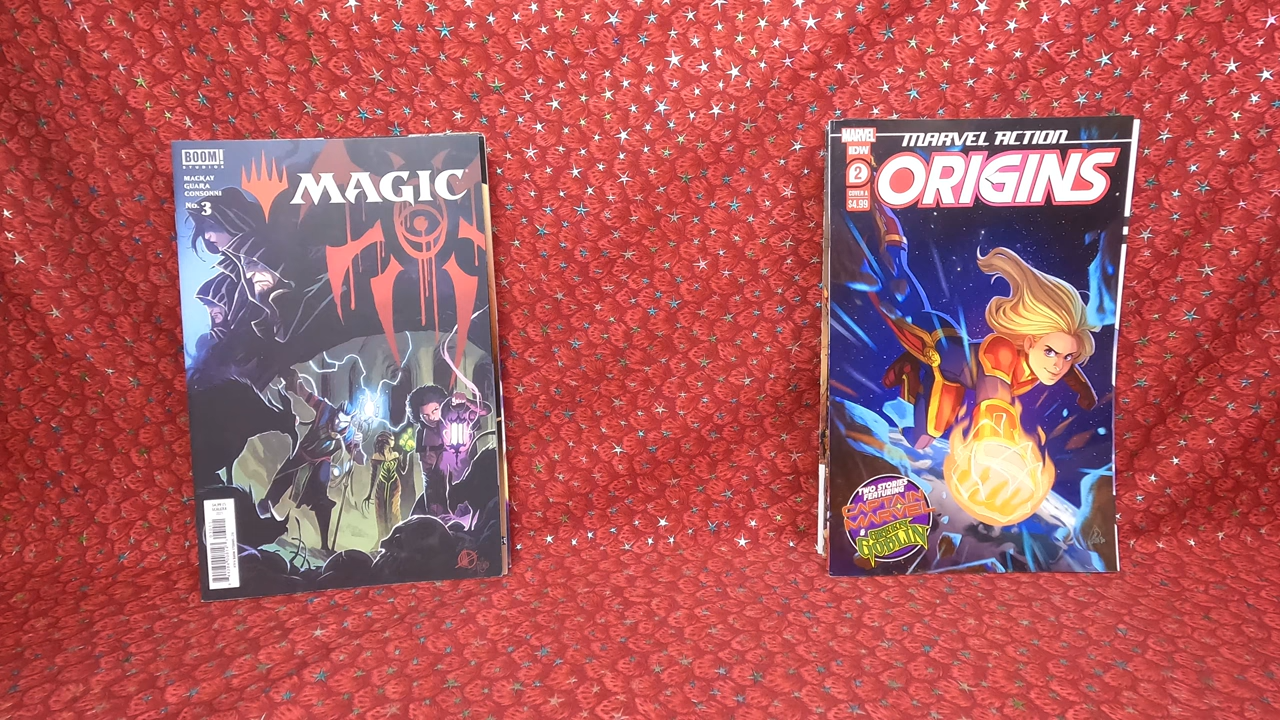 BOOM!
STUDIOS
MACKAY
GUARA
CONSONNI
No. 3
MAGIC
MARVEL
IDW
2
COVER A
$4.99
MARVEL ACTION
ORIGINS
TWO STORIES
FEATURING
CAPTAIN
MARVEL
GOBLIN